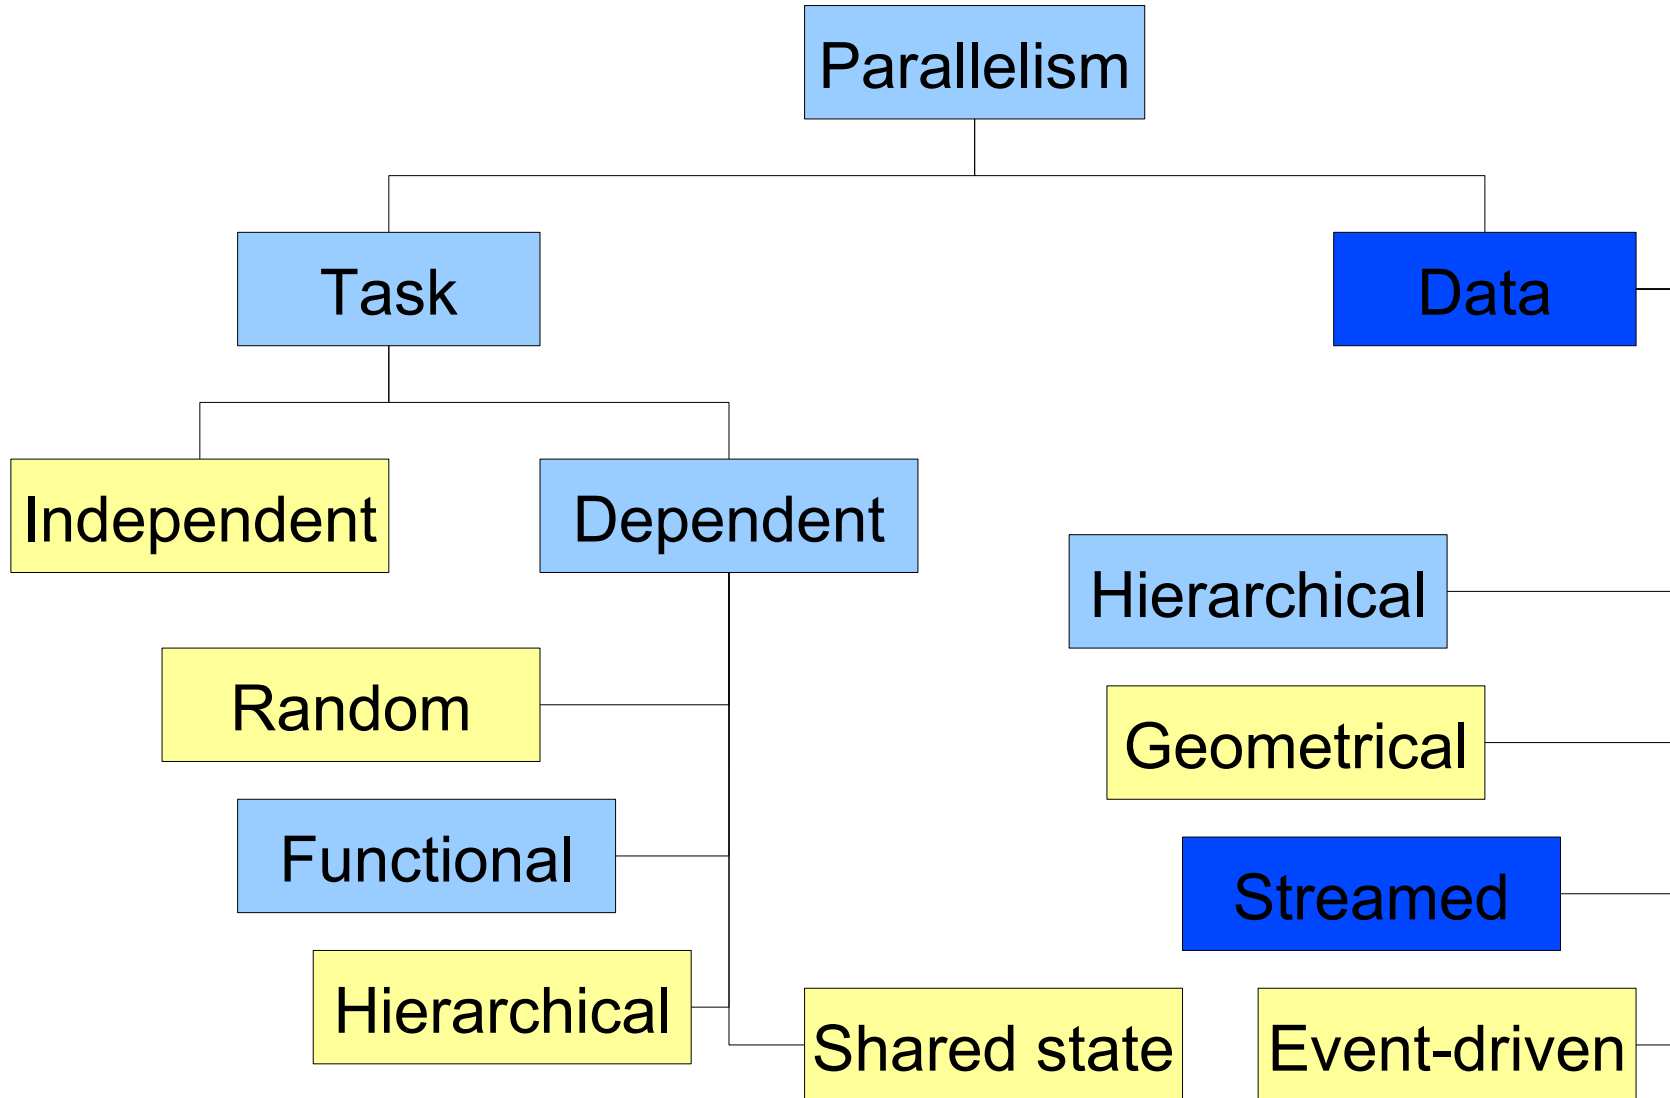 Parallelism
Task
Data
Independent
Dependent
Hierarchical
Random
Geometrical
Functional
Streamed
Hierarchical
Shared state
Event-driven